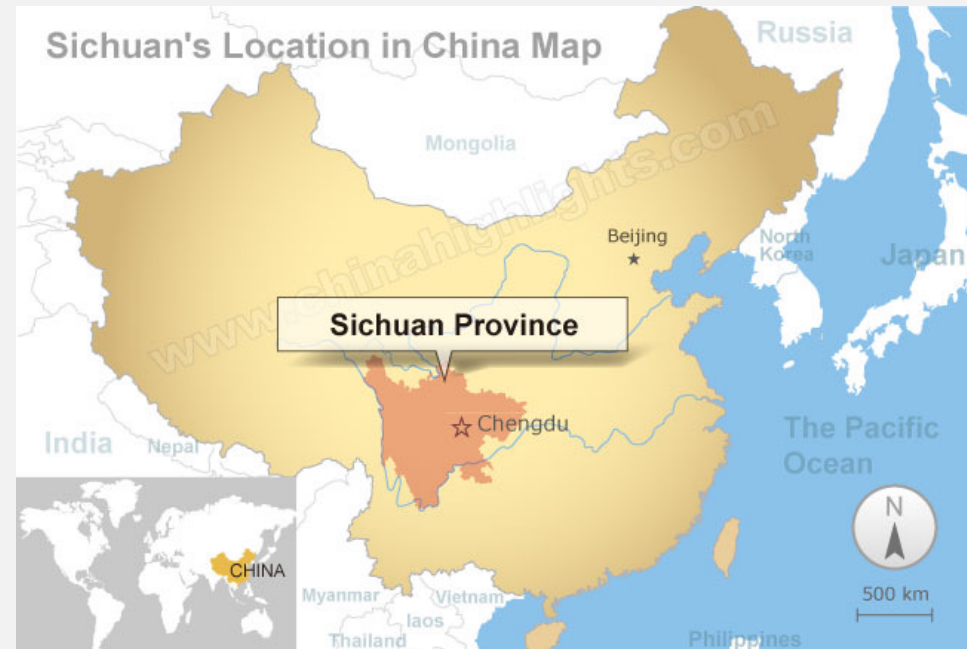 Sichuan's Location in China Map
Russia
Mongolia
www.chinahighlights.com
Beijing
North
Korea
Japan
Sichuan Province
Chengdu
India
Nepal
The Pacific
Ocean
N
CHINA
500 km
Myanmar
Vietnam
laos
Thailand
Philippines